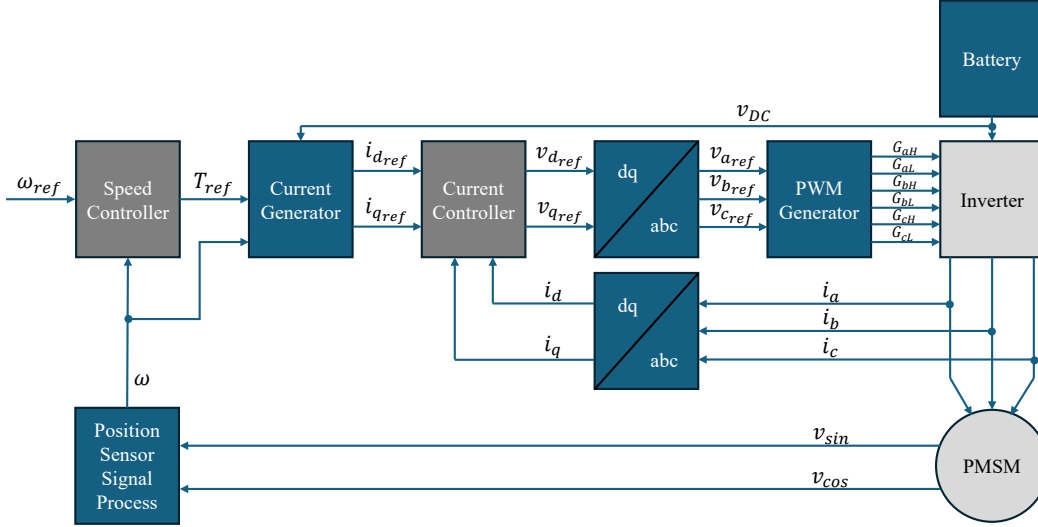 Battery
v_DC
ω_ref
Speed
Controller
T_ref
Current
Generator
i_d_ref
i_q_ref
Current
Controller
v_d_ref
v_q_ref
dq
abc
v_a_ref
v_b_ref
v_c_ref
PWM
Generator
G_aH
G_aL
G_bH
G_bL
G_cH
G_cL
Inverter
i_d
i_q
dq
abc
i_a
i_b
i_c
ω
Position
Sensor
Signal
Process
v_sin
v_cos
PMSM